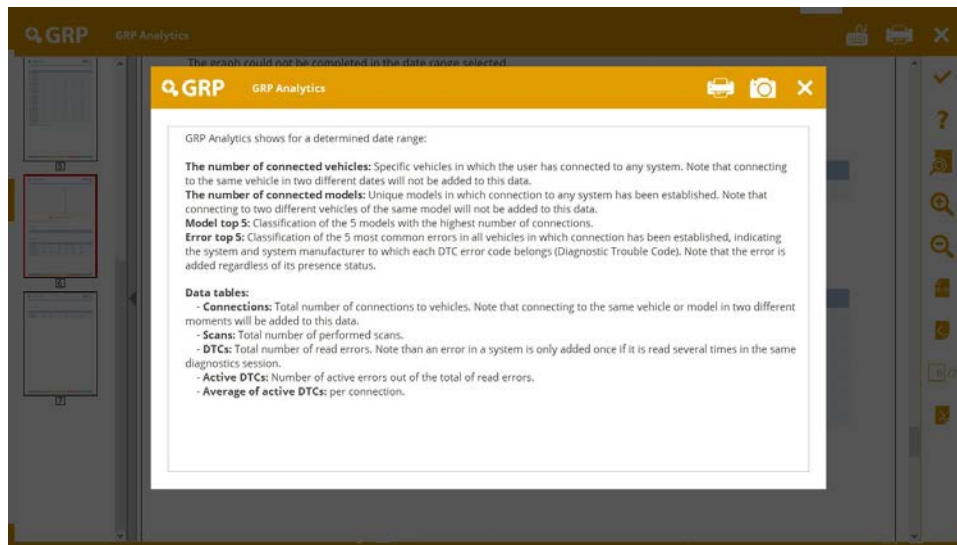 GRP GRP Analytics
The graph could not be completed in the date range selected
GRP GRP Analytics
GRP Analytics shows for a determined date range:
The number of connected vehicles: Specific vehicles in which the user has connected to any system. Note that connecting
to the same vehicle in two different dates will not be added to this data.
The number of connected models: Unique models in which connection to any system has been established. Note that
connecting to two different vehicles of the same model will not be added to this data.
Model top 5: Classification of the 5 models with the highest number of connections.
Error top 5: Classification of the 5 most common errors in all vehicles in which connection has been established, indicating
the system and system manufacturer to which each DTC error code belongs (Diagnostic Trouble Code). Note that the error is
added regardless of its presence status.
Data tables:
- Connections: Total number of connections to vehicles. Note that connecting to the same vehicle or model in two different
moments will be added to this data.
- Scans: Total number of performed scans.
- DTCs: Total number of read errors. Note than an error in a system is only added once if it is read several times in the same
diagnostics session.
- Active DTCs: Number of active errors out of the total of read errors.
- Average of active DTCs: per connection.
5
6
7